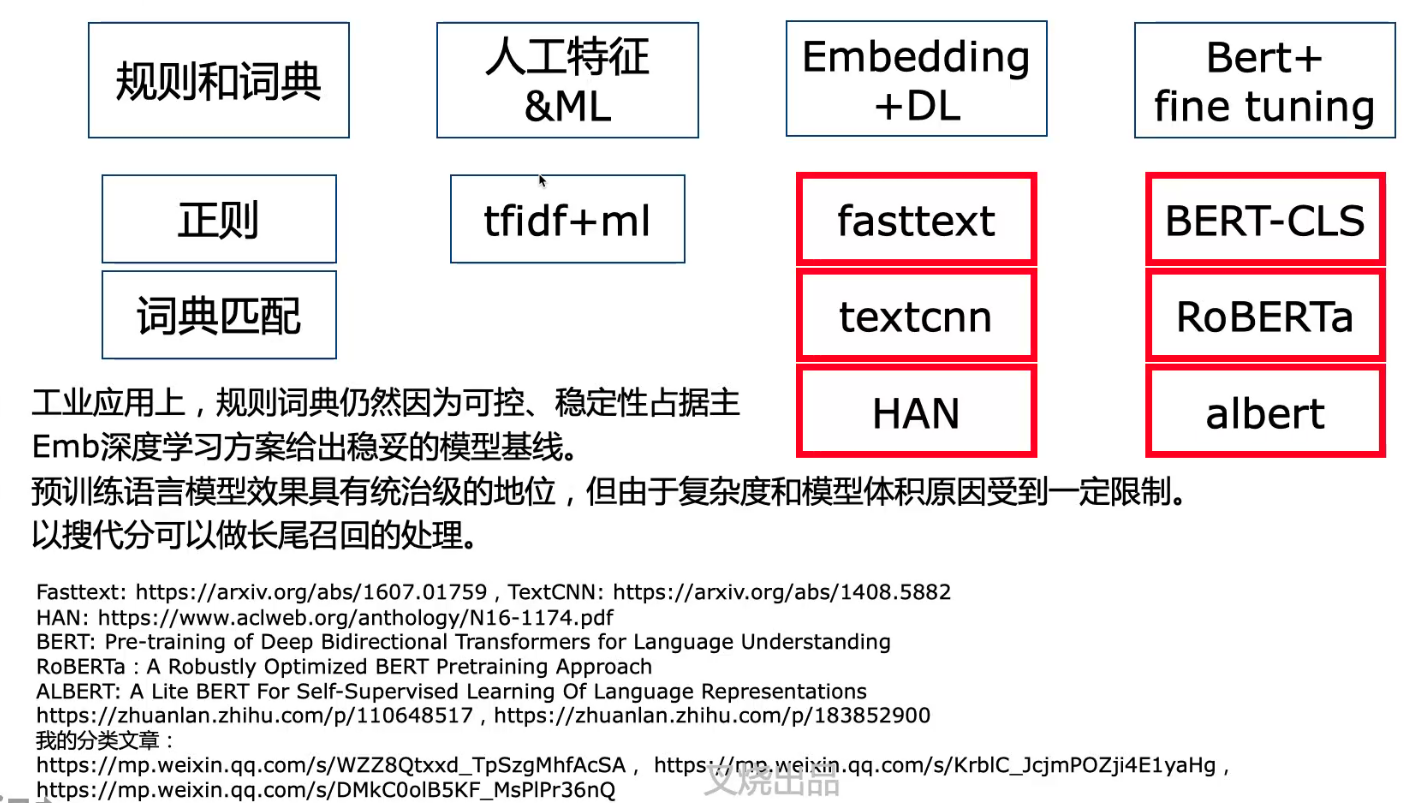 规则和词典
人工特征
&ML
Embedding
+DL
Bert+
fine tuning
正则
tfidf+ml
fasttext
BERT-CLS
词典匹配
textcnn
RoBERTa
HAN
albert
工业应用上，规则词典仍然因为可控、稳定性占据主
Emb深度学习方案给出稳妥的模型基线。
预训练语言模型效果具有统治级的地位，但由于复杂度和模型体积原因受到一定限制。
以搜代分可以做长尾召回的处理。
Fasttext: https://arxiv.org/abs/1607.01759，TextCNN: https://arxiv.org/abs/1408.5882
HAN: https://www.aclweb.org/anthology/N16-1174.pdf
BERT: Pre-training of Deep Bidirectional Transformers for Language Understanding
RoBERTa：A Robustly Optimized BERT Pretraining Approach
ALBERT: A Lite BERT For Self-Supervised Learning Of Language Representations
https://zhuanlan.zhihu.com/p/110648517，https://zhuanlan.zhihu.com/p/183852900
我的分类文章：
https://mp.weixin.qq.com/s/WZZ8Qtxxd_TpSzgMhfAcSA， https://mp.weixin.qq.com/s/KrblC_JcjmPOZji4E1yaHg，
https://mp.weixin.qq.com/s/DMkC0olB5KF_MsPlPr36nQ
叉烧出品